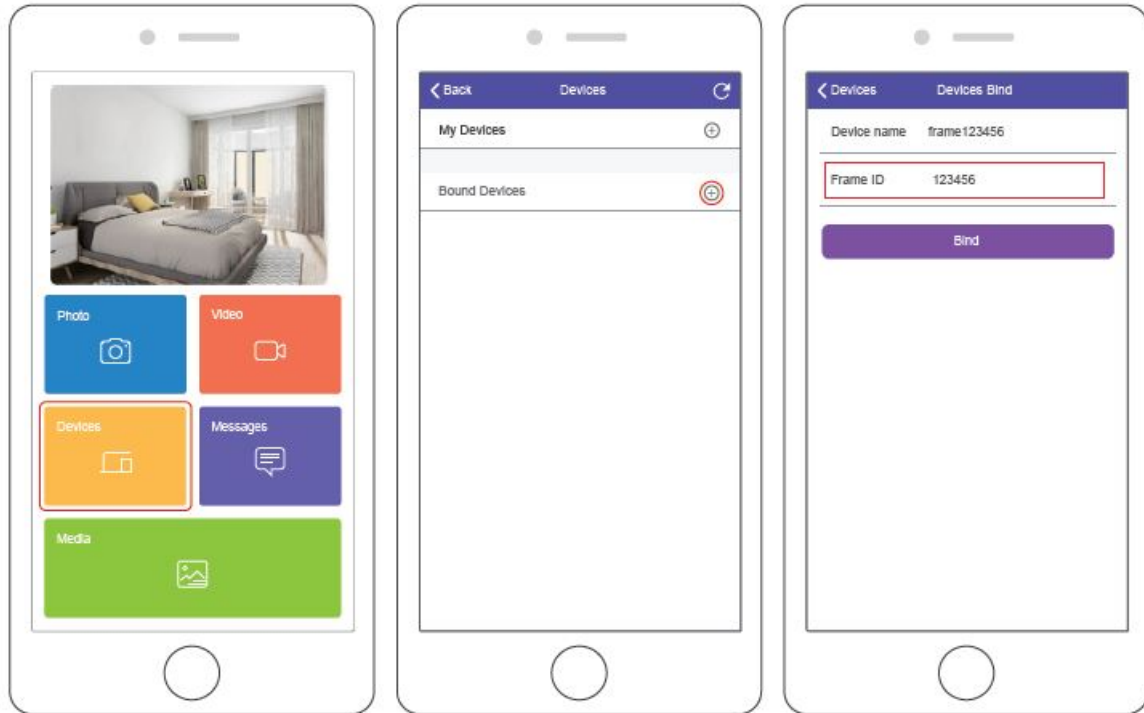 Photo
Video
Devices
Messages
Media
Back Devices
My Devices
Bound Devices
Devices Devices Bind
Device name frame123456
Frame ID 123456
Bind